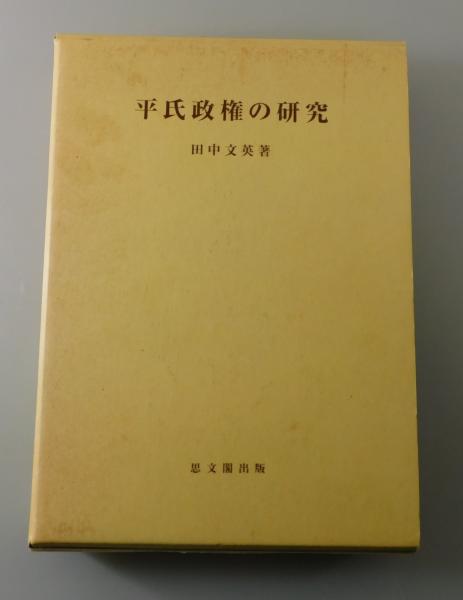 平氏政権の研究
田中文英著
思文閣出版